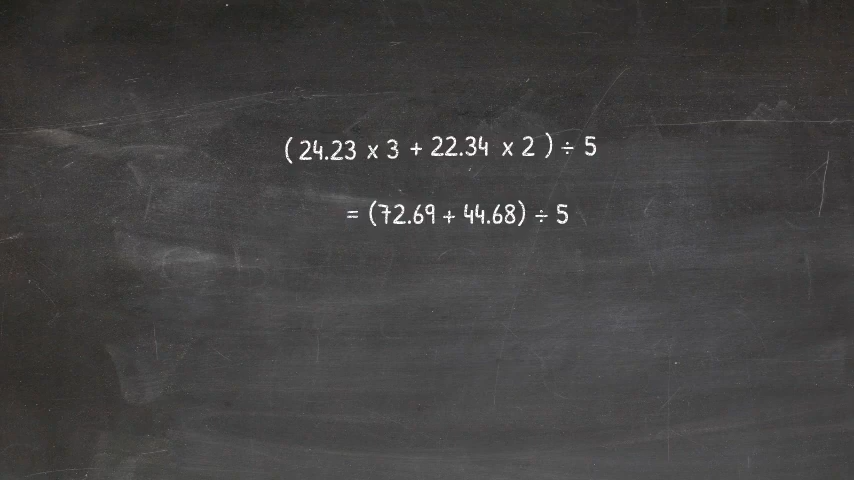 ( 24.23 x 3 + 22.34 x 2 ) ÷ 5
= (72.69 + 44.68) ÷ 5